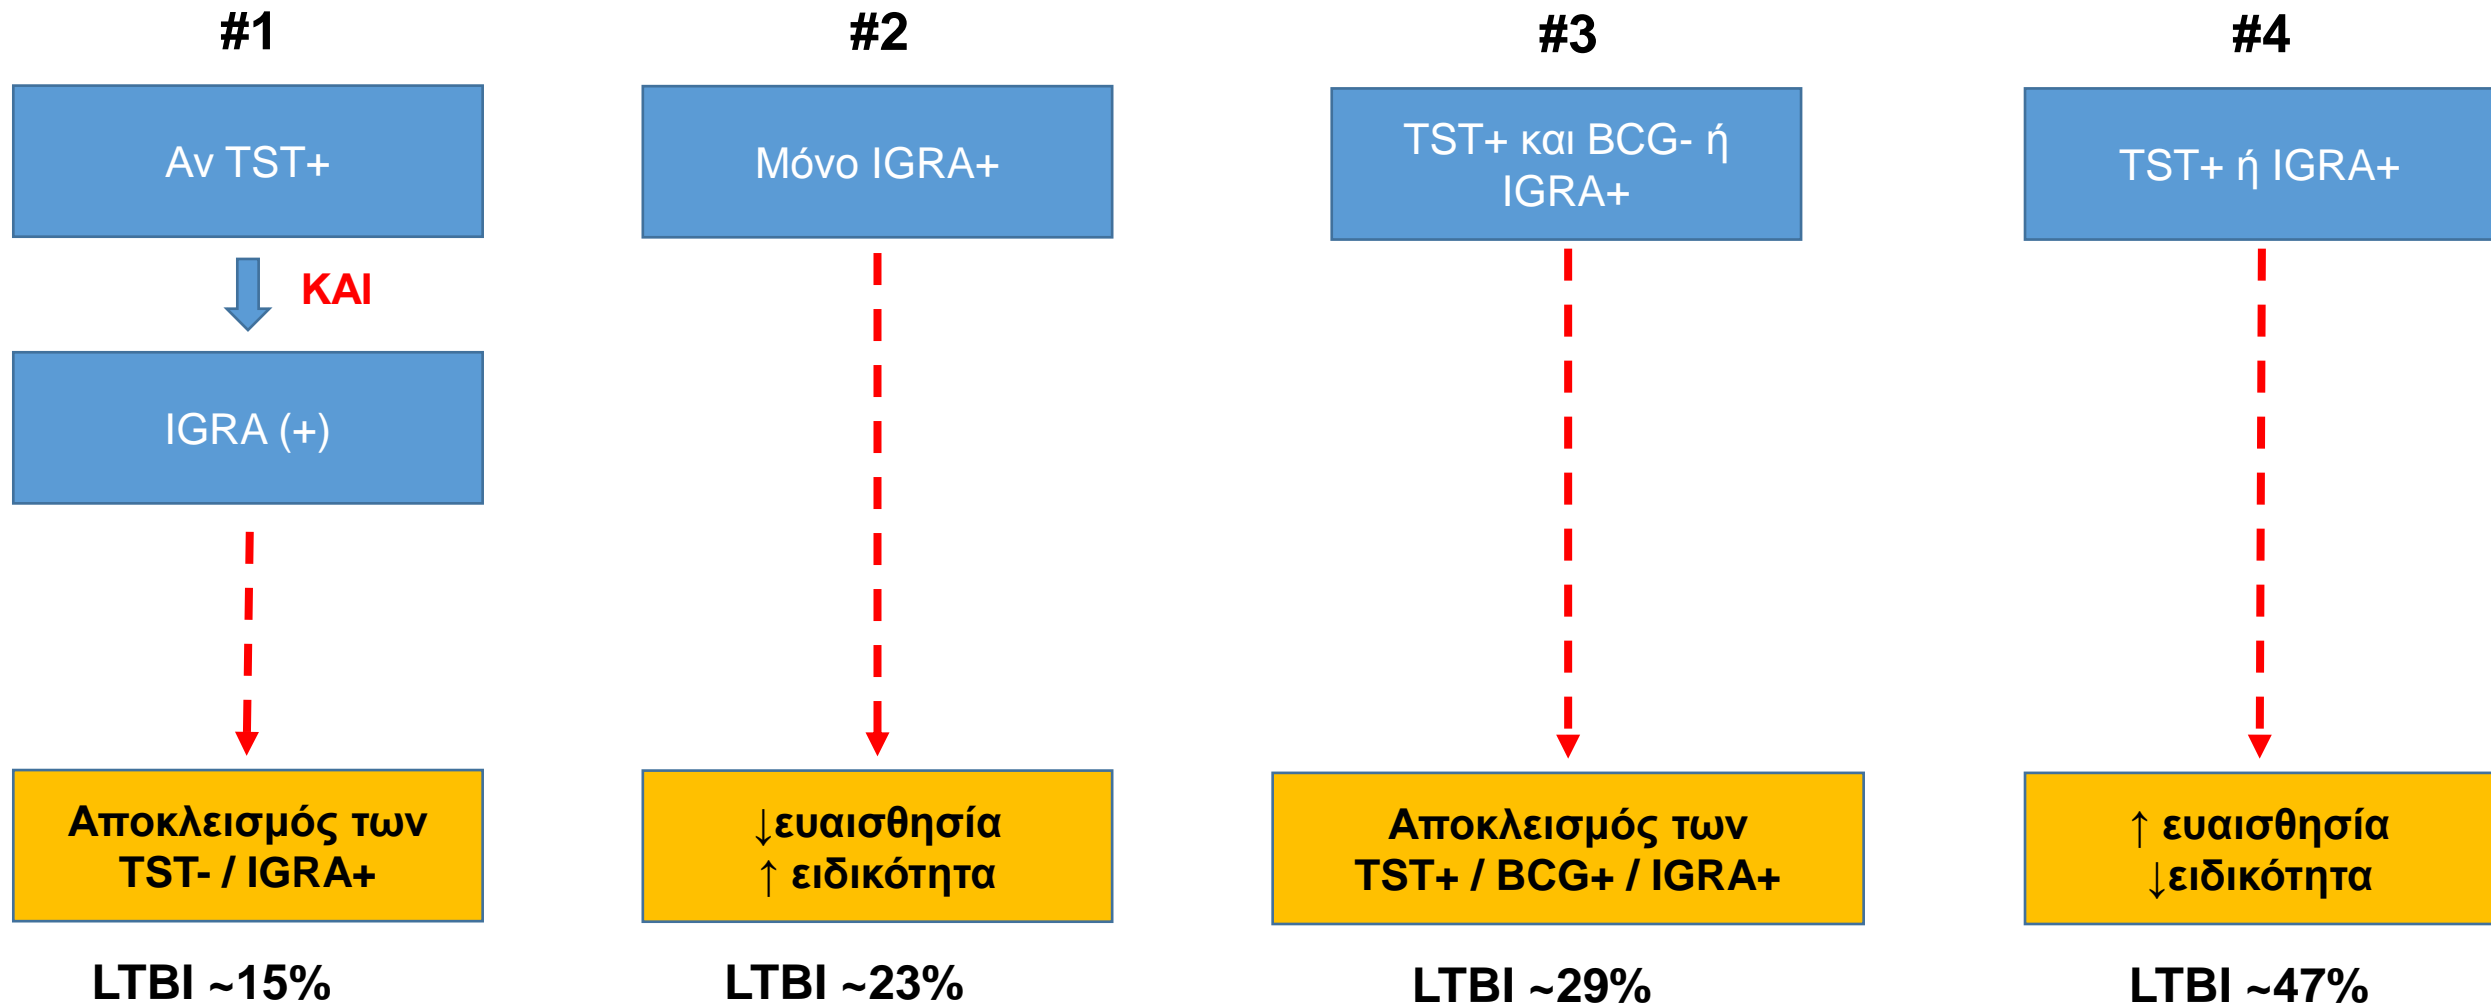 #1
Αν TST+
ΚΑΙ
IGRA (+)
Αποκλεισμός των
TST- / IGRA+
LTBI ~15%
#2
Μόνο IGRA+
↓ευαισθησία
↑ ειδικότητα
LTBI ~23%
#3
TST+ και BCG- ή
IGRA+
Αποκλεισμός των
TST+ / BCG+ / IGRA+
LTBI ~29%
#4
TST+ ή IGRA+
↑ ευαισθησία
↓ειδικότητα
LTBI ~47%